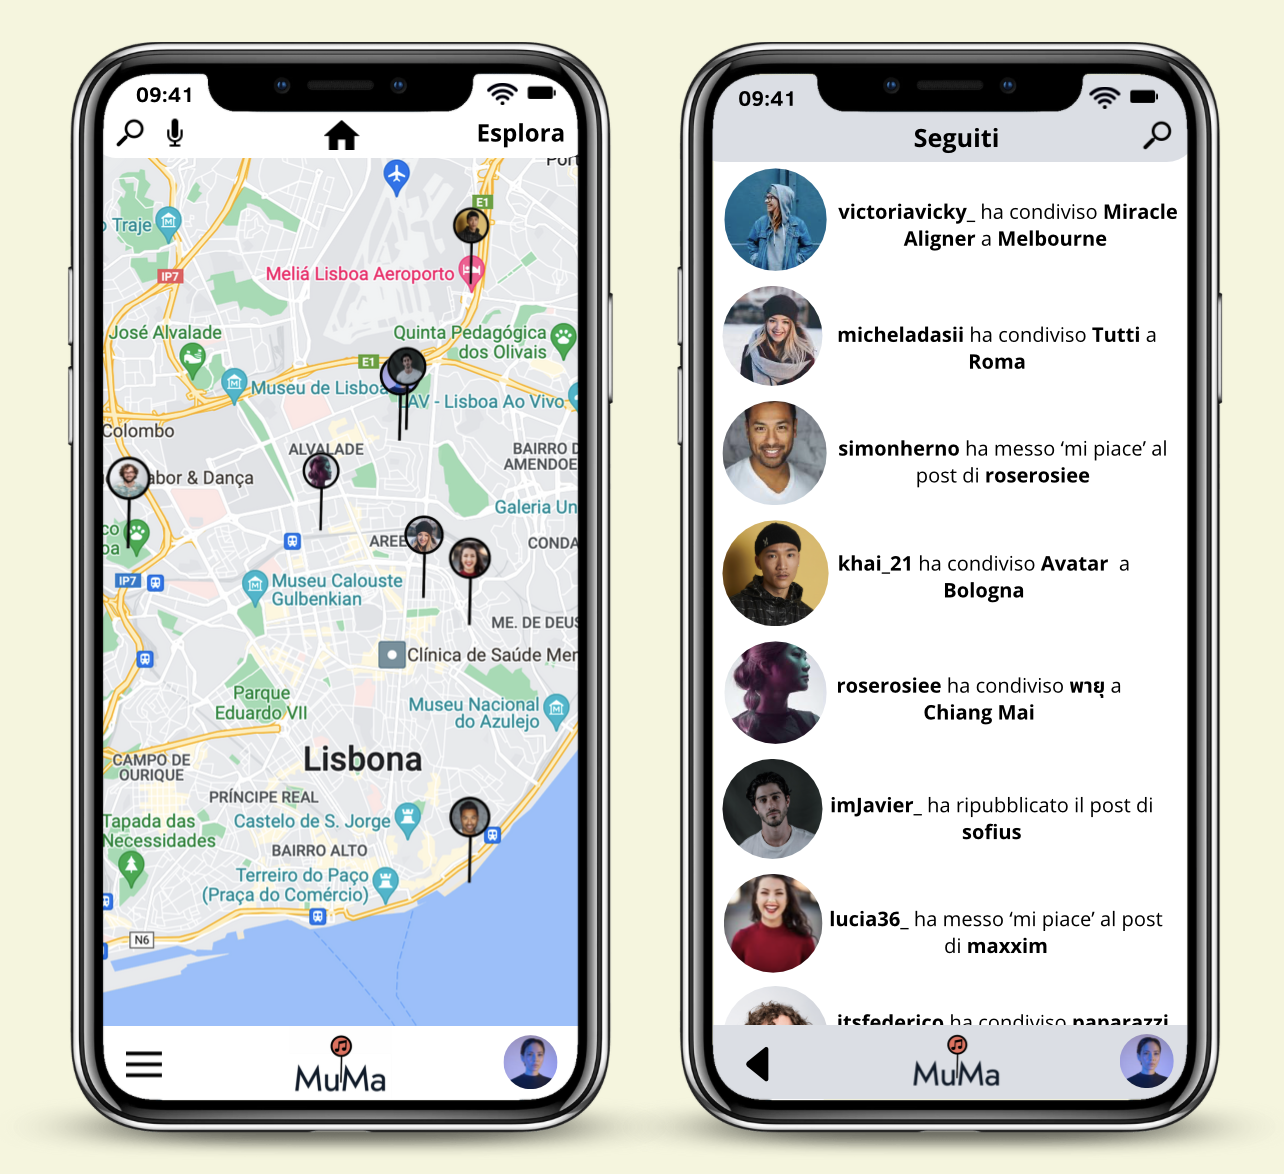 09:41
Esplora
Port
E1
o Traje
Meliá Lisboa Aeroporto
IP7
José Alvalade
Quinta Pedagógica
dos Olivais
E1
Museu de Lisboa
LAV - Lisboa Ao Vivo
Colombo
ALVALADE
BAIRRO D
AMENDOE
abor & Dança
Galeria Un
co
oa
AREE
CONDA
IP7
Museu Calouste
Gulbenkian
ME. DE DEUS
Clínica de Saúde Men
Parque
Eduardo VII
Museu Nacional
do Azulejo
Lisbona
CAMPO DE
OURIQUE
PRÍNCIPE REAL
Castelo de S. Jorge
Tapada das
Necessidades
BAIRRO ALTO
Terreiro do Paço
(Praça do Comércio)
N6
MuMa
09:41
Seguiti
victoriavicky_ ha condiviso Miracle
Aligner a Melbourne
micheladasii ha condiviso Tutti a
Roma
simonherno ha messo ‘mi piace’ al
post di roserosiee
khai_21 ha condiviso Avatar a
Bologna
roserosiee ha condiviso พายุ a
Chiang Mai
imJavier_ ha ripubblicato il post di
sofius
lucia36_ ha messo ‘mi piace’ al post
di maxxim
itsfederico ha condiviso paparazzi
MuMa